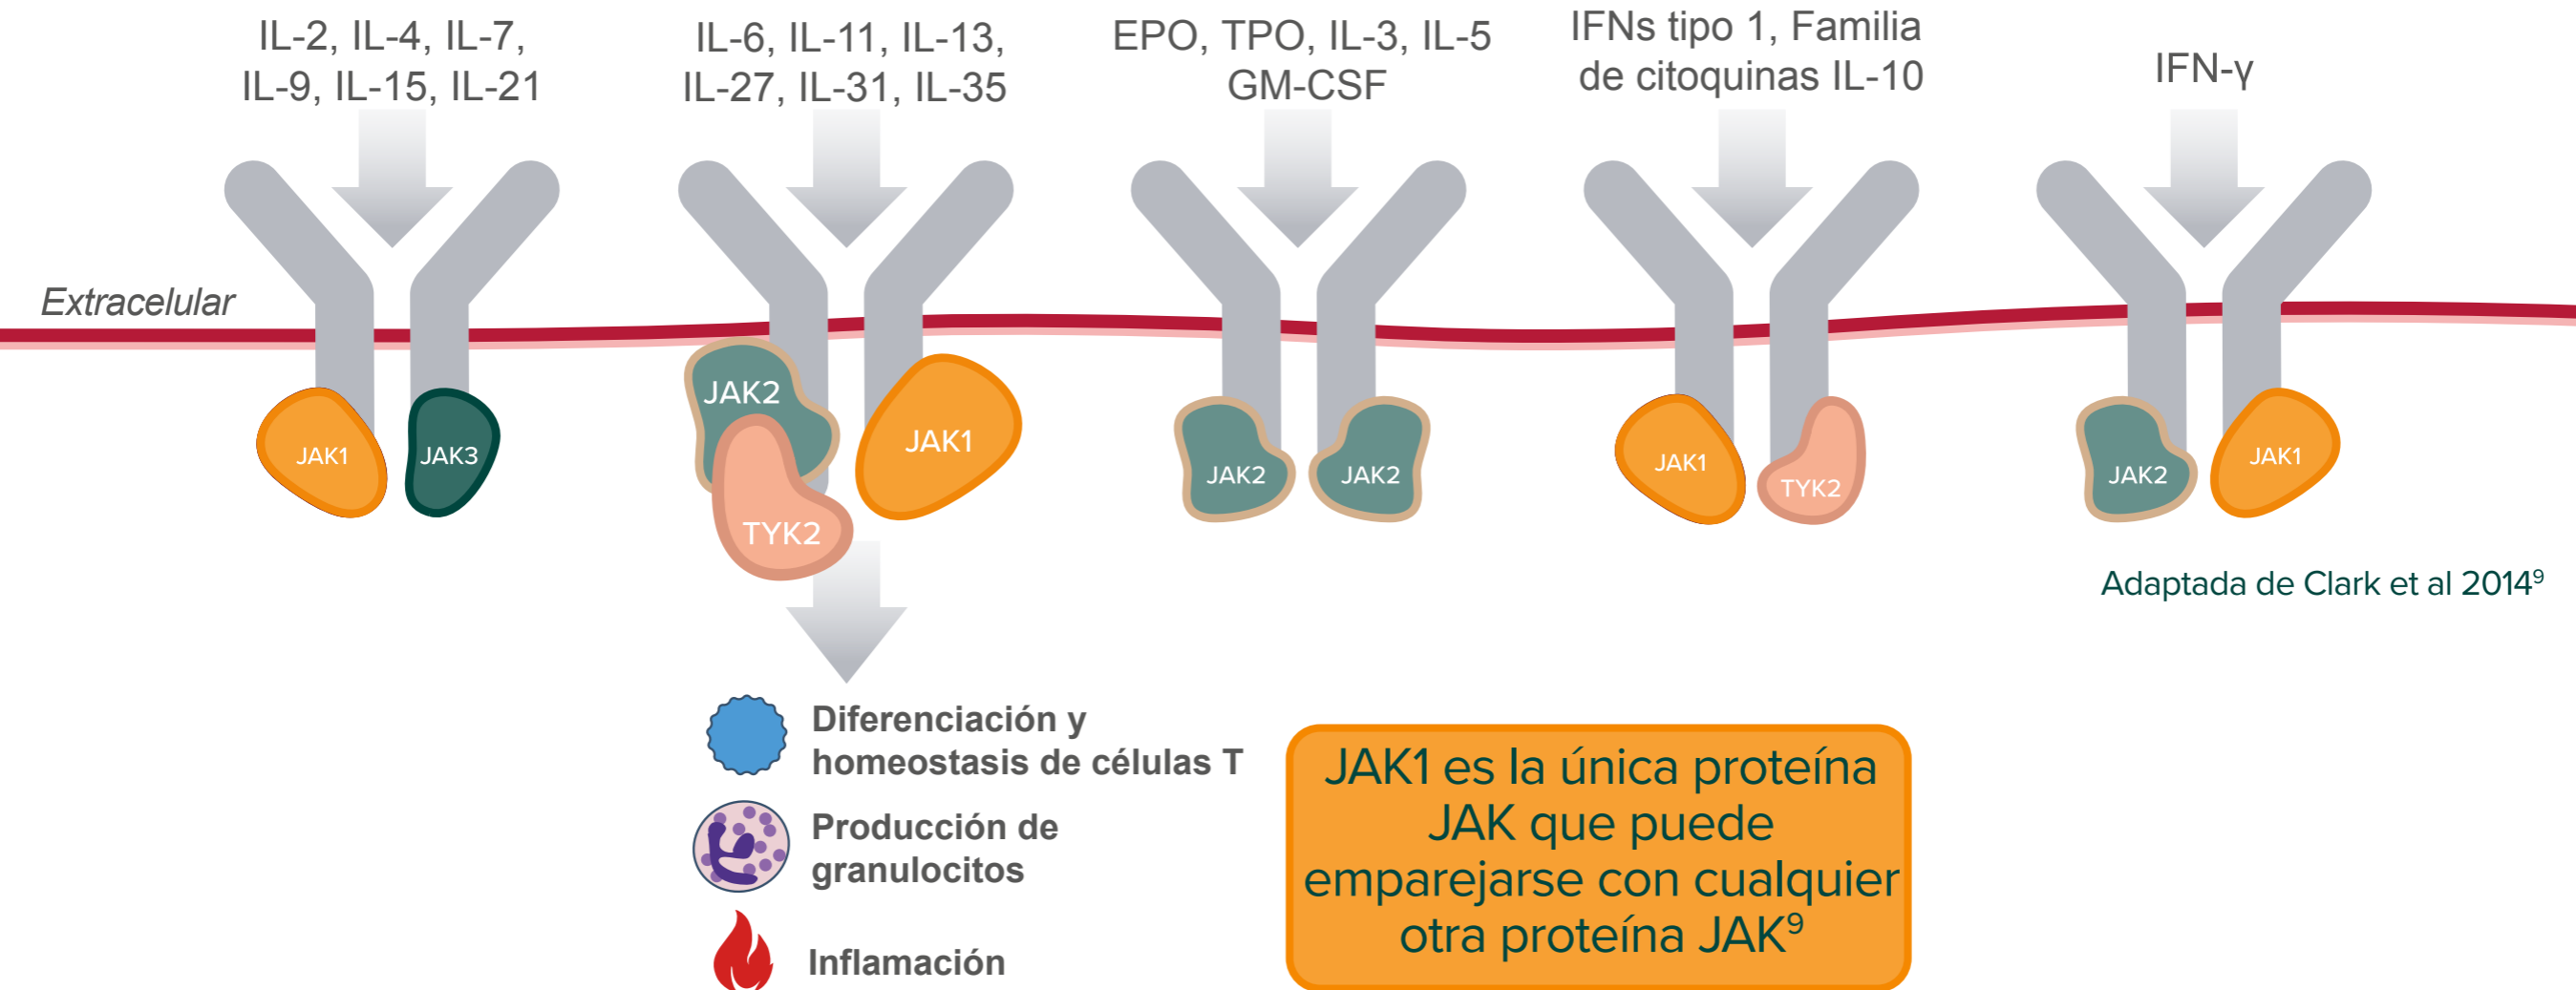 IL-2, IL-4, IL-7,
IL-9, IL-15, IL-21
IL-6, IL-11, IL-13,
IL-27, IL-31, IL-35
EPO, TPO, IL-3, IL-5
GM-CSF
IFNs tipo 1, Familia
de citoquinas IL-10
IFN-γ
Extracelular
JAK1
JAK3
JAK2
TYK2
JAK1
JAK2
JAK2
JAK1
TYK2
JAK2
JAK1
Adaptada de Clark et al 2014⁹
Diferenciación y
homeostasis de células T
Producción de
granulocitos
Inflamación
JAK1 es la única proteína
JAK que puede
emparejarse con cualquier
otra proteína JAK⁹